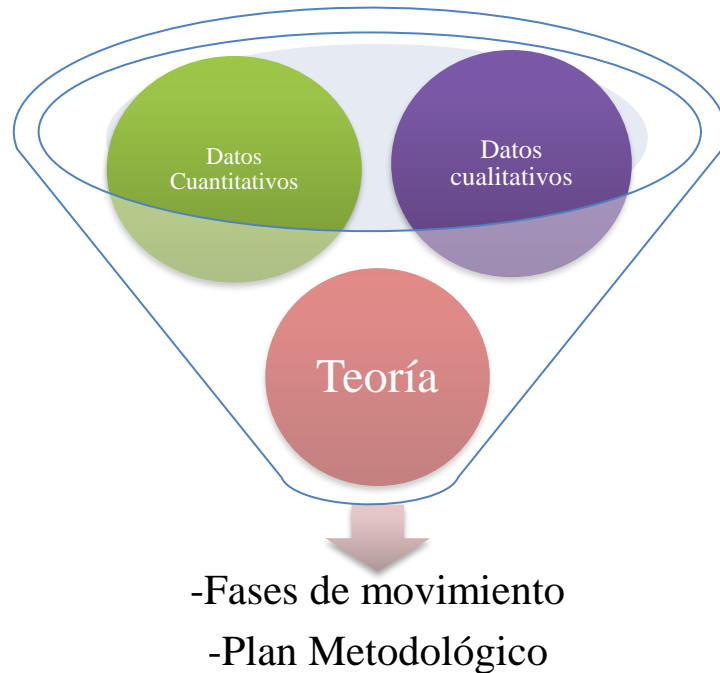 Datos
Cuantitativos
Datos
cualitativos
Teoría
-Fases de movimiento
-Plan Metodológico